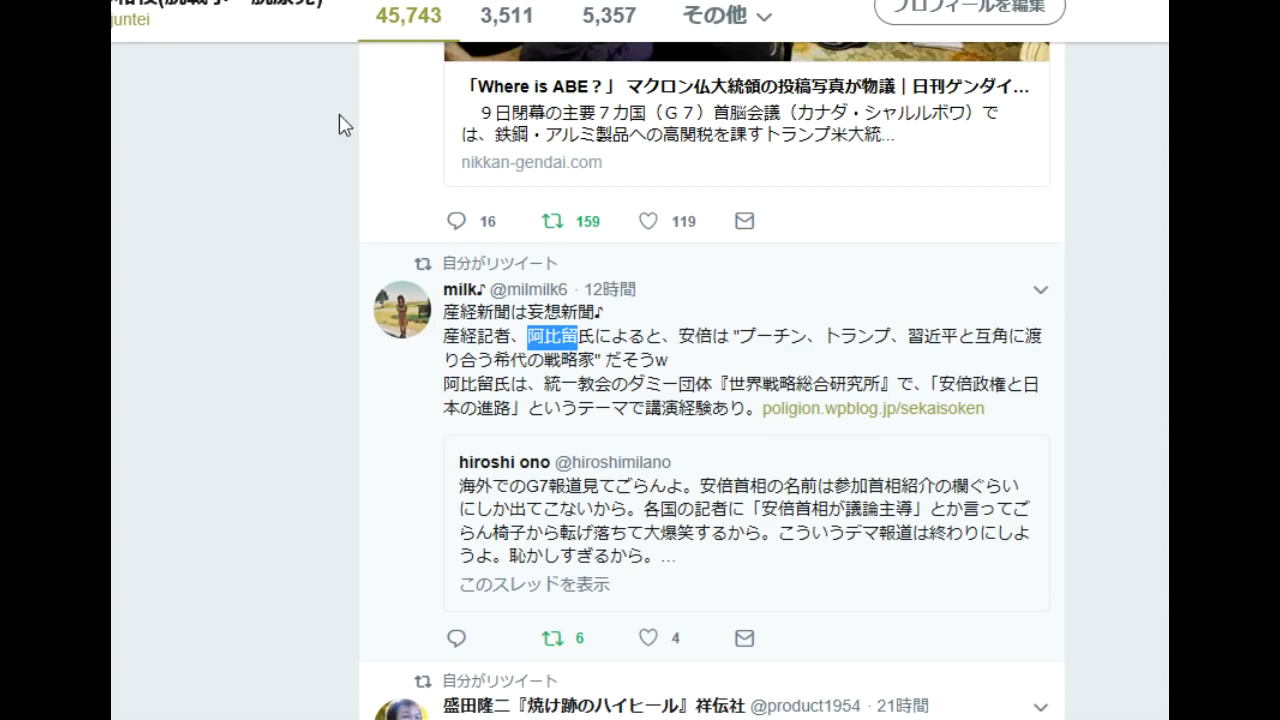 juntei
45,743 3,511 5,357 その他
プロフィールを編集
「Where is ABE？」 マクロン仏大統領の投稿写真が物議｜日刊ゲンダイ...
９日閉幕の主要７カ国（Ｇ７）首脳会議（カナダ・シャルルボワ）で
は、鉄鋼・アルミ製品への高関税を課すトランプ米大統...
nikkan-gendai.com
16 159 119
自分がリツイート
milk♪ @milmilk6 · 12時間
産経新聞は妄想新聞♪
産経記者、阿比留氏によると、安倍は "プーチン、トランプ、習近平と互角に渡
り合う希代の戦略家" だそうw
阿比留氏は、統一教会のダミー団体『世界戦略総合研究所』で、「安倍政権と日
本の進路」というテーマで講演経験あり。poligion.wpblog.jp/sekaisoken
hiroshi ono @hiroshimilano
海外でのG7報道見てごらんよ。安倍首相の名前は参加首相紹介の欄ぐらい
にしか出てこないから。各国の記者に「安倍首相が議論主導」とか言ってご
らん椅子から転げ落ちて大爆笑するから。こういうデマ報道は終わりにしよ
うよ。恥かしすぎるから。…
このスレッドを表示
6 4
自分がリツイート
盛田隆二『焼け跡のハイヒール』祥伝社 @product1954 · 21時間